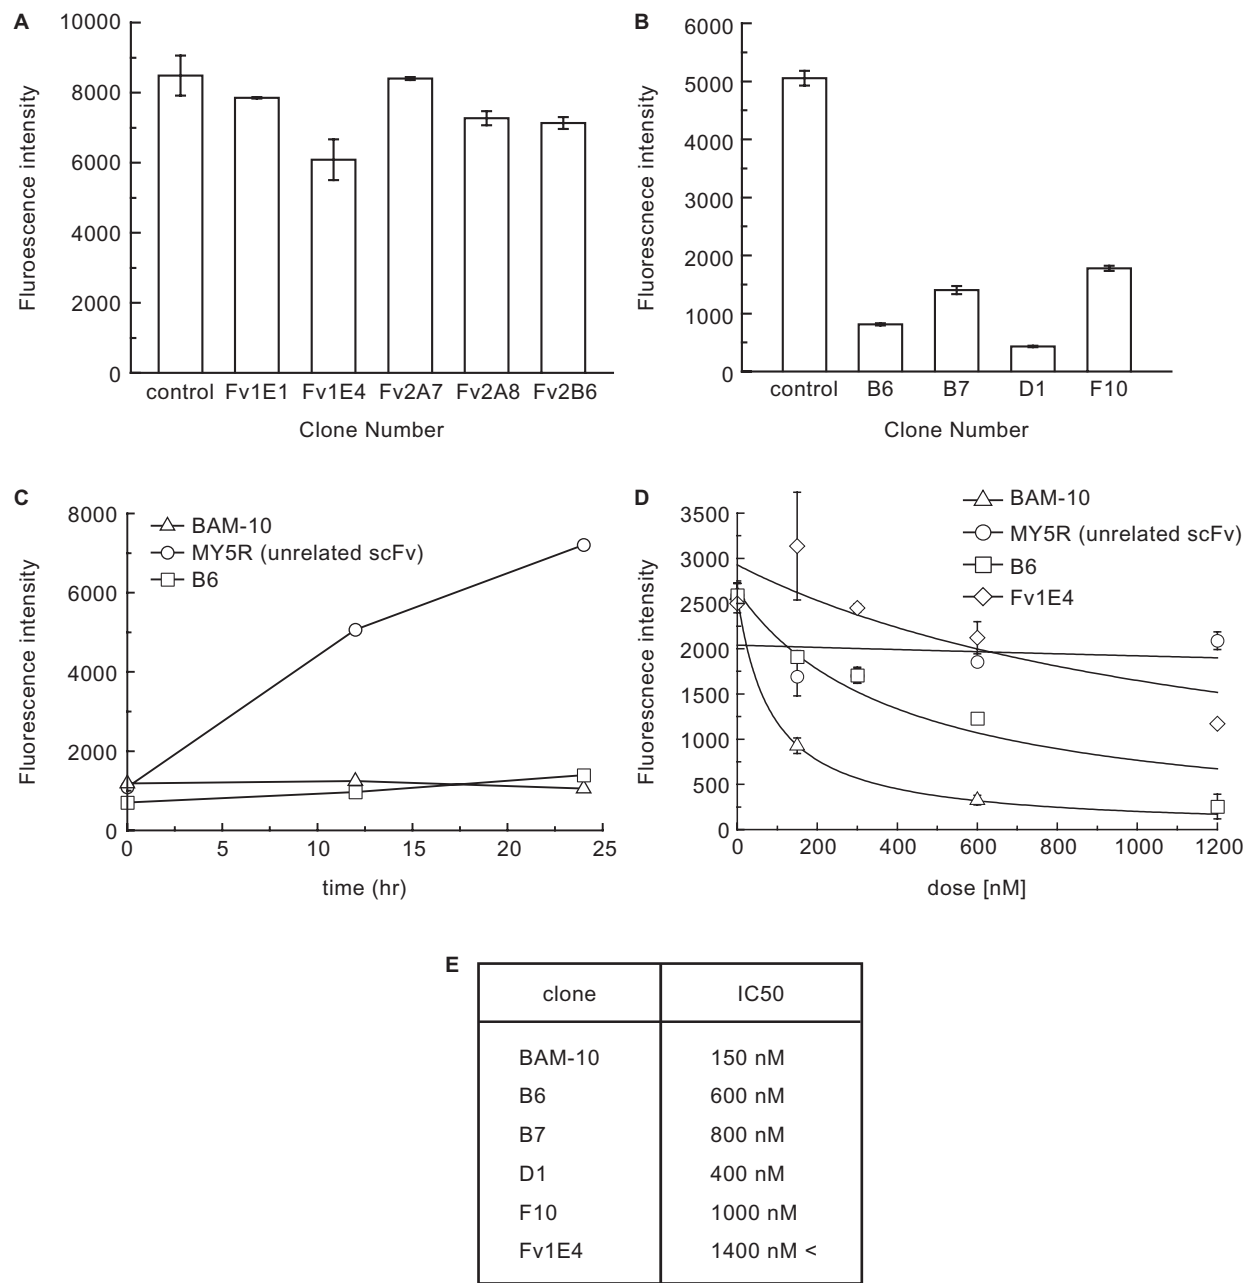 A
10000
8000
6000
4000
2000
0
Fluroescence intensity
control Fv1E1 Fv1E4 Fv2A7 Fv2A8 Fv2B6
Clone Number
B
6000
5000
4000
3000
2000
1000
0
Fluorescnece intensity
control B6 B7 D1 F10
Clone Number
C
8000
6000
4000
2000
0
Fluorescence intensity
BAM-10
MY5R (unrelated scFv)
B6
0 5 10 15 20 25
time (hr)
D
3500
3000
2500
2000
1500
1000
500
0
Fluorescnece intensity
BAM-10
MY5R (unrelated scFv)
B6
Fv1E4
0 200 400 600 800 1000 1200
dose [nM]
E
clone IC50
BAM-10 150 nM
B6 600 nM
B7 800 nM
D1 400 nM
F10 1000 nM
Fv1E4 1400 nM <